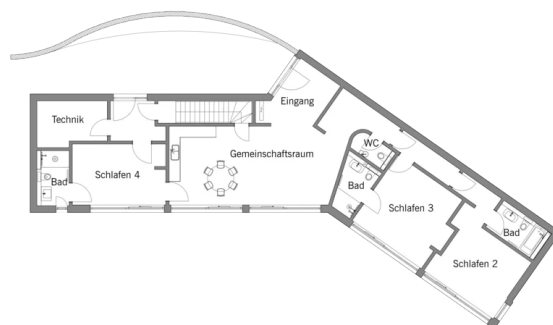 Eingang
Technik
WC
Gemeinschaftsraum
Bad
Schlafen 4
Bad
Schlafen 3
Bad
Schlafen 2